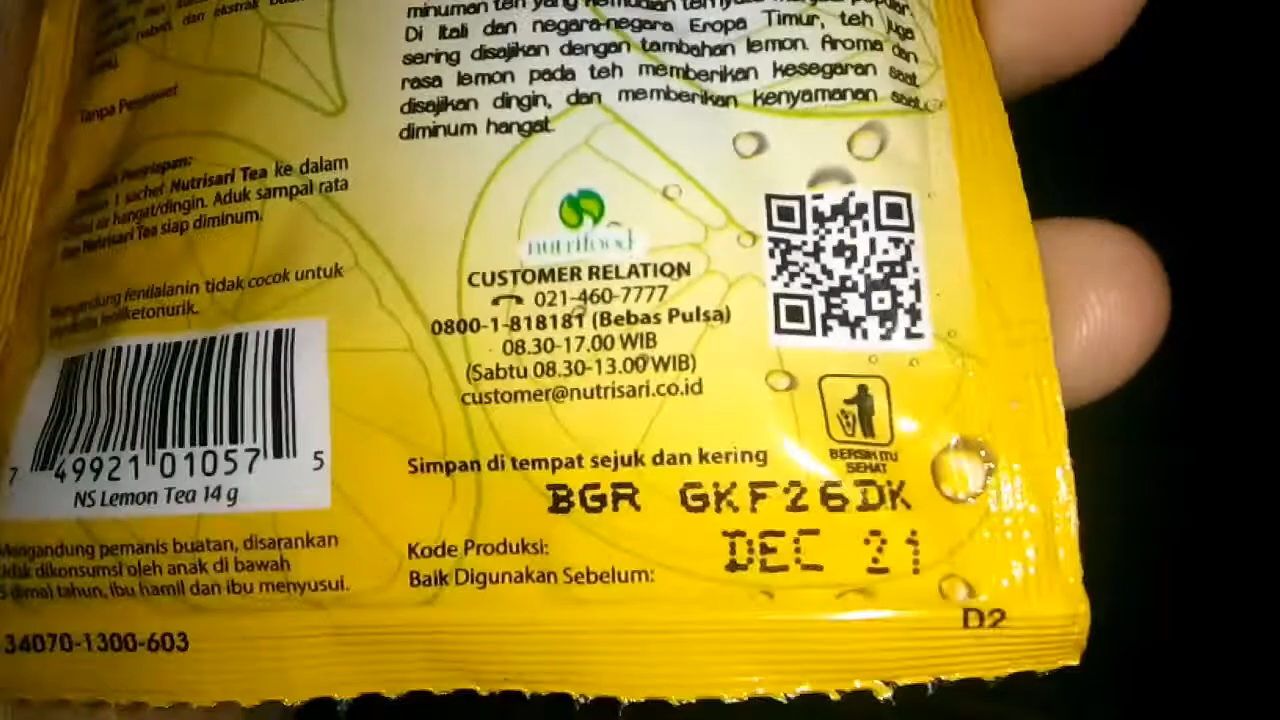 minuman teh yang kemudian
Di Itali dan negara-negara Eropa Timur, teh juga
sering disajikan dengan tambahan lemon. Aroma dan
rasa lemon pada teh memberikan kesegaran saat
disajikan dingin, dan memberikan kenyamanan saat
diminum hangat.
dan ekstrak
Tanpa Pengawet
1 sachet Nutrisari Tea ke dalam
hangat/dingin. Aduk sampai rata
Nutrisari Tea siap diminum.
Mengandung fenilalanin tidak cocok untuk
nutrifood
CUSTOMER RELATION
021-460-7777
0800-1-818181 (Bebas Pulsa)
08.30-17.00 WIB
(Sabtu 08.30-13.00 WIB)
customer@nutrisari.co.id
BERSIH ITU
SEHAT
7 49921 01057 5
NS Lemon Tea 14 g
Simpan di tempat sejuk dan kering
BGR GKF26DK
Kode Produksi:
DEC 21
Baik Digunakan Sebelum:
Mengandung pemanis buatan, disarankan
tidak dikonsumsi oleh anak di bawah
5 (lima) tahun, ibu hamil dan ibu menyusui.
34070-1300-603
D2